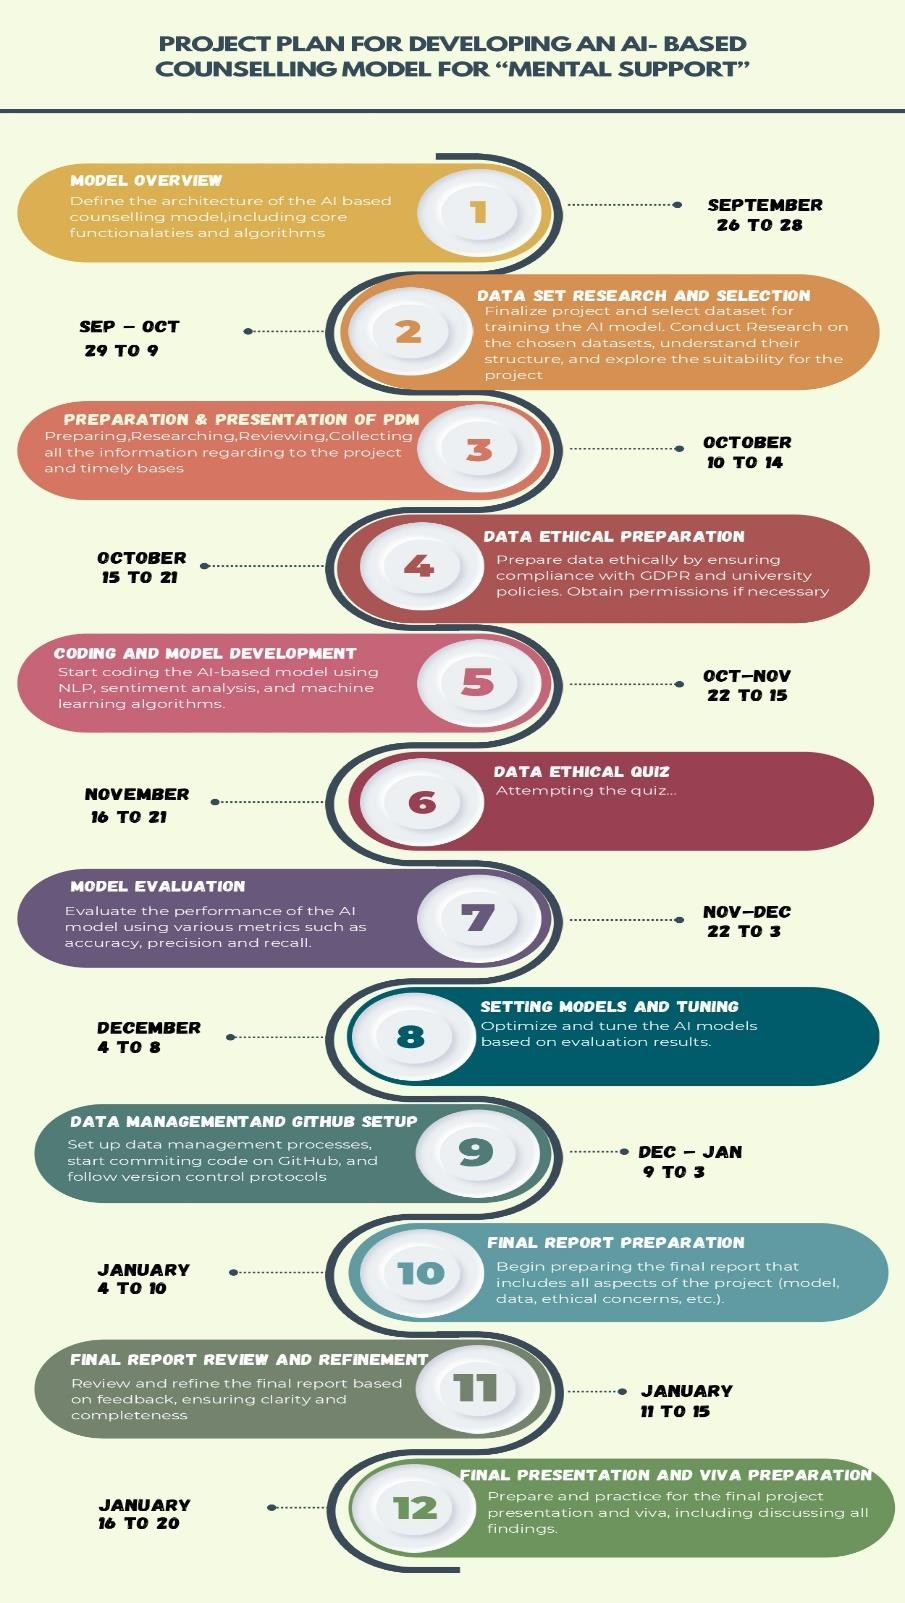 PROJECT PLAN FOR DEVELOPING AN AI- BASED
COUNSELLING MODEL FOR “MENTAL SUPPORT”
MODEL OVERVIEW
Define the architecture of the AI based
counselling model,including core
functionalaties and algorithms
1
SEPTEMBER
26 TO 28
SEP – OCT
29 TO 9
2
DATA SET RESEARCH AND SELECTION
Finalize project and select dataset for
training the AI model. Conduct Research on
the chosen datasets, understand their
structure, and explore the suitability for the
project
PREPARATION & PRESENTATION OF PDM
Preparing,Researching,Reviewing,Collecting
all the information regarding to the project
and timely bases
3
OCTOBER
10 TO 14
OCTOBER
15 TO 21
4
DATA ETHICAL PREPARATION
Prepare data ethically by ensuring
compliance with GDPR and university
policies. Obtain permissions if necessary
CODING AND MODEL DEVELOPMENT
Start coding the AI-based model using
NLP, sentiment analysis, and machine
learning algorithms.
5
OCT–NOV
22 TO 15
NOVEMBER
16 TO 21
6
DATA ETHICAL QUIZ
Attempting the quiz...
MODEL EVALUATION
Evaluate the performance of the AI
model using various metrics such as
accuracy, precision and recall.
7
NOV–DEC
22 TO 3
DECEMBER
4 TO 8
8
SETTING MODELS AND TUNING
Optimize and tune the AI models
based on evaluation results.
DATA MANAGEMENTAND GITHUB SETUP
Set up data management processes,
start commiting code on GitHub, and
follow version control protocols
9
DEC – JAN
9 TO 3
JANUARY
4 TO 10
10
FINAL REPORT PREPARATION
Begin preparing the final report that
includes all aspects of the project (model,
data, ethical concerns, etc.).
FINAL REPORT REVIEW AND REFINEMENT
Review and refine the final report based
on feedback, ensuring clarity and
completeness
11
JANUARY
11 TO 15
JANUARY
16 TO 20
12
FINAL PRESENTATION AND VIVA PREPARATION
Prepare and practice for the final project
presentation and viva, including discussing all
findings.